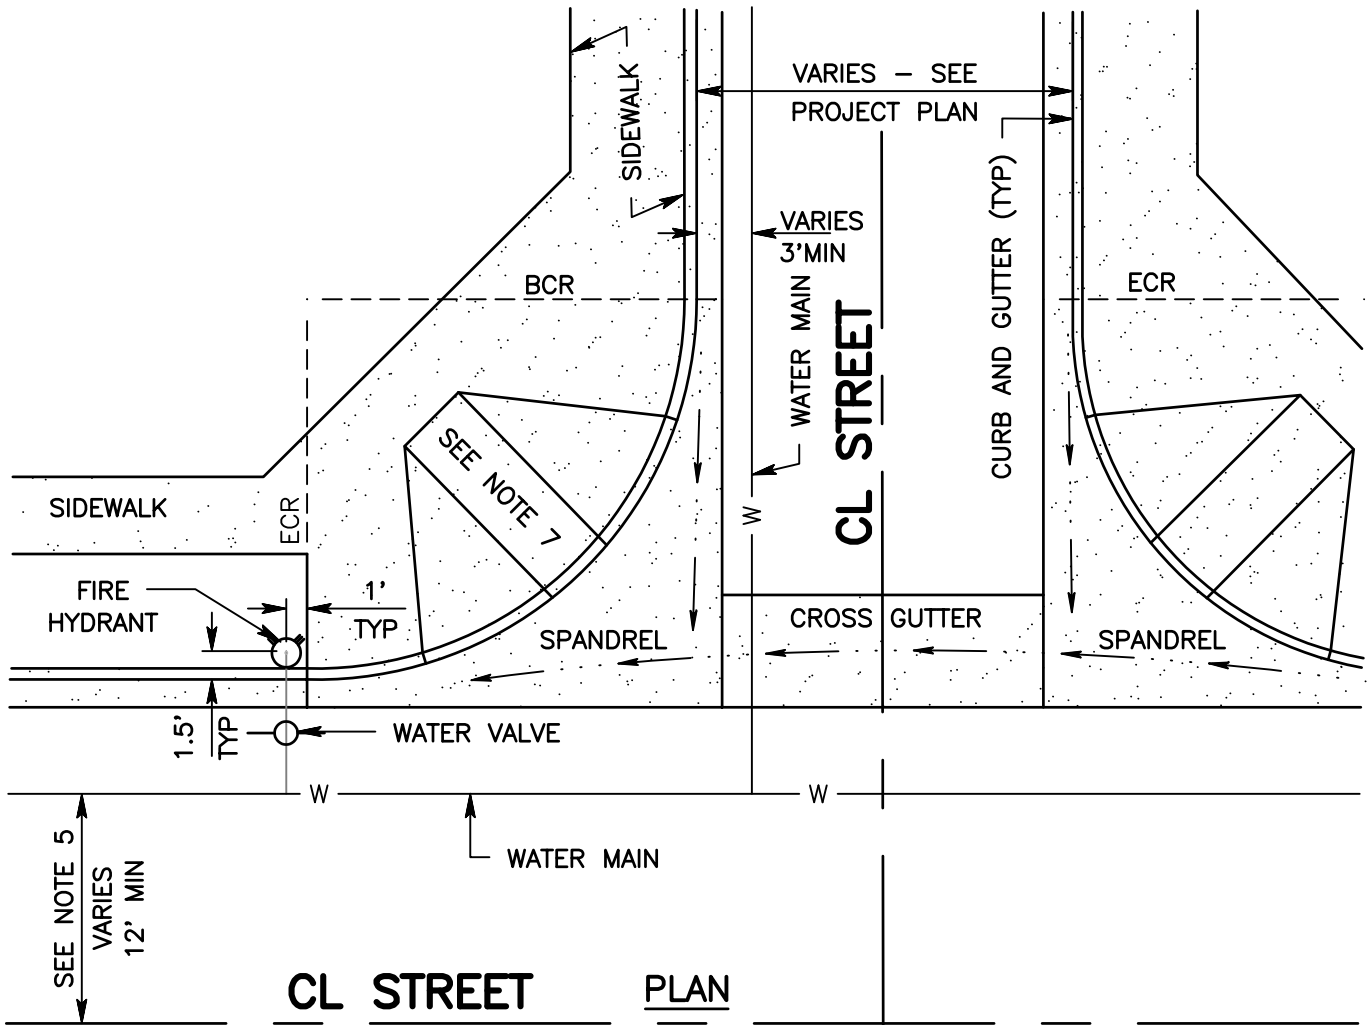 VARIES - SEE
PROJECT PLAN
SIDEWALK
SIDEWALK
VARIES
3'MIN
BCR
ECR
WATER MAIN
CL STREET
CURB AND GUTTER (TYP)
SEE NOTE 7
SIDEWALK
ECR
W
FIRE
HYDRANT
1'
TYP
SPANDREL
CROSS GUTTER
SPANDREL
1.5'
TYP
WATER VALVE
W
W
WATER MAIN
SEE NOTE 5
VARIES
12' MIN
CL STREET
PLAN